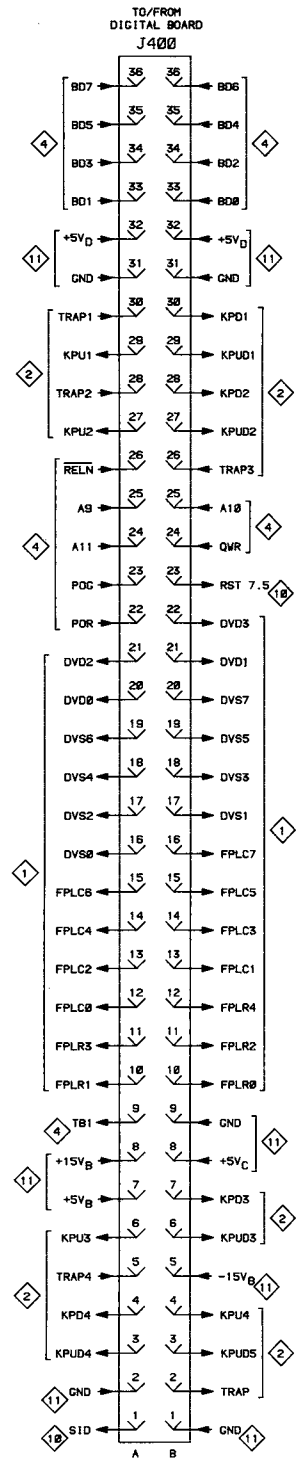 TO/FROM
DIGITAL BOARD
J400
BD7 36 36 BD6
BD5 35 35 BD4
4 4
BD3 34 34 BD2
BD1 33 33 BD0
+5VD 32 32 +5VD
11 11
GND 31 31 GND
TRAP1 30 30 KPD1
KPU1 29 29 KPUD1
2
TRAP2 28 28 KPD2 2
KPU2 27 27 KPUD2
RELN 26 26 TRAP3
A9 25 25 A10
4 4
A11 24 24 QWR
POG 23 23 RST 7.5 10
POR 22 22 DVD3
DVD2 21 21 DVD1
DVD0 20 20 DVS7
DVS6 19 19 DVS5
DVS4 18 18 DVS3
DVS2 17 17 DVS1
1
DVS0 16 16 FPLC7
1
FPLC6 15 15 FPLC5
FPLC4 14 14 FPLC3
FPLC2 13 13 FPLC1
FPLC0 12 12 FPLR4
FPLR3 11 11 FPLR2
FPLR1 10 10 FPLR0
4 TB1 9 9 GND
11
11 +15VB 8 8 +5VC
+5VB 7 7 KPD3
2
KPU3 6 6 KPUD3
TRAP4 5 5 -15VB 11
2
KPD4 4 4 KPU4
KPUD4 3 3 KPUD5 2
11 GND 2 2 TRAP
10 SID 1 1 GND 11
A B